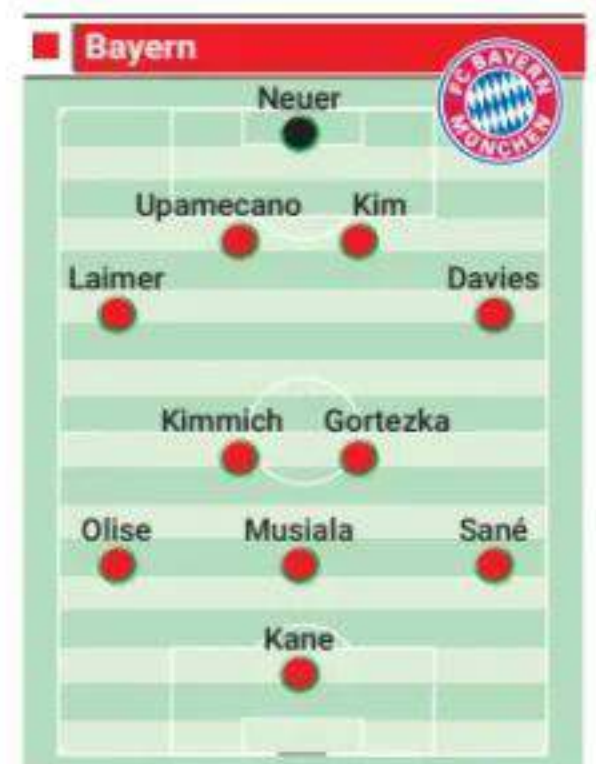 Bayern
FC BAYERN
MÜNCHEN
Neuer
Upamecano Kim
Laimer Davies
Kimmich Gortezka
Olise Musiala Sané
Kane